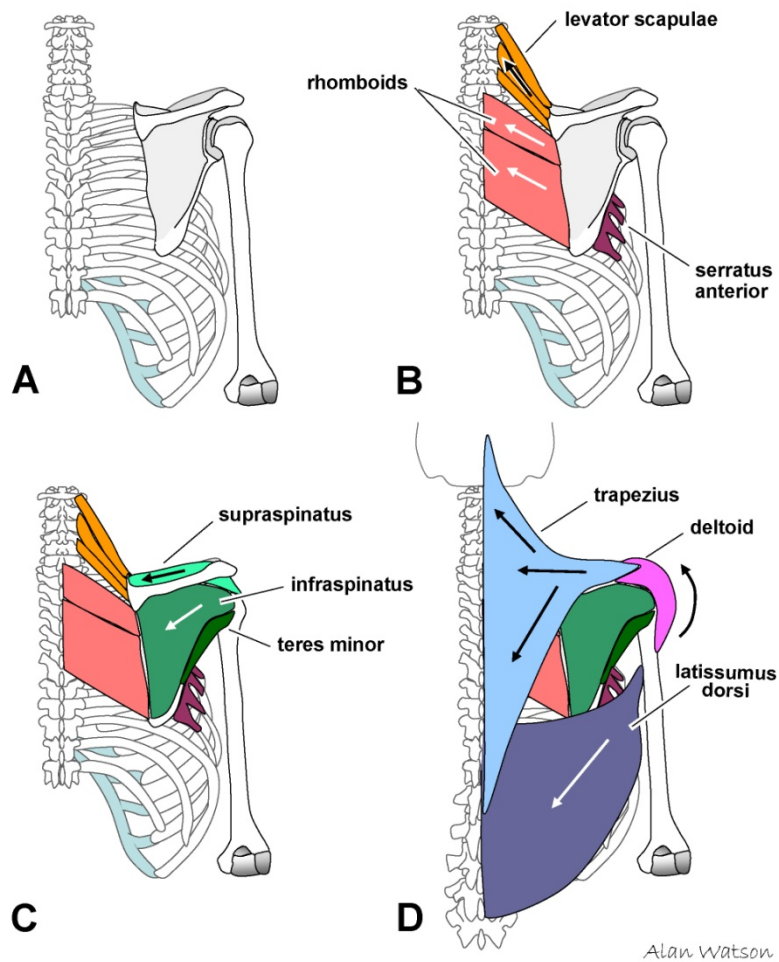 levator scapulae
rhomboids
serratus
anterior
A
B
supraspinatus
infraspinatus
teres minor
trapezius
deltoid
latissumus
dorsi
C
D
Alan Watson